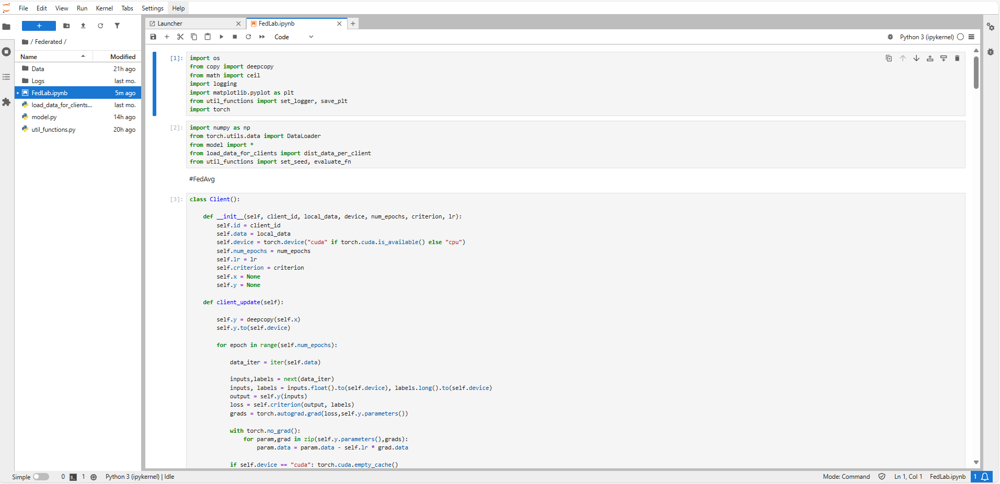 File Edit View Run Kernel Tabs Settings Help
+
/ Federated /
Name Modified
Data 21h ago
Logs last mo.
FedLab.ipynb 5m ago
load_data_for_clients... last mo.
model.py 14h ago
util_functions.py 20h ago
Launcher FedLab.ipynb
Code Python 3 (ipykernel)
[1]:
import os
from copy import deepcopy
from math import ceil
import logging
import matplotlib.pyplot as plt
from util_functions import set_logger, save_plt
import torch
[2]:
import numpy as np
from torch.utils.data import DataLoader
from model import *
from load_data_for_clients import dist_data_per_client
from util_functions import set_seed, evaluate_fn
#FedAvg
[3]:
class Client():
def __init__(self, client_id, local_data, device, num_epochs, criterion, lr):
self.id = client_id
self.data = local_data
self.device = torch.device("cuda" if torch.cuda.is_available() else "cpu")
self.num_epochs = num_epochs
self.lr = lr
self.criterion = criterion
self.x = None
self.y = None
def client_update(self):
self.y = deepcopy(self.x)
self.y.to(self.device)
for epoch in range(self.num_epochs):
data_iter = iter(self.data)
inputs,labels = next(data_iter)
inputs, labels = inputs.float().to(self.device), labels.long().to(self.device)
output = self.y(inputs)
loss = self.criterion(output, labels)
grads = torch.autograd.grad(loss,self.y.parameters())
with torch.no_grad():
for param,grad in zip(self.y.parameters(),grads):
param.data = param.data - self.lr * grad.data
if self.device == "cuda": torch.cuda.empty_cache()
Simple 0 1 Python 3 (ipykernel) | Idle Mode: Command Ln 1, Col 1 FedLab.ipynb 1